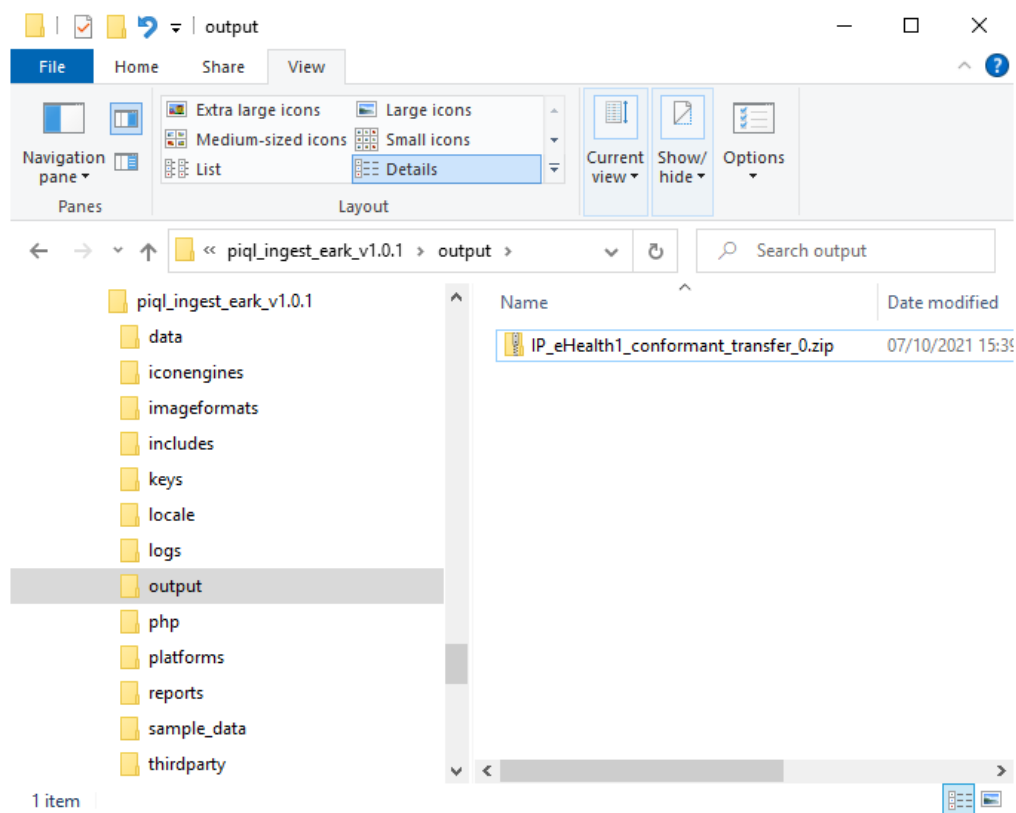 output
File Home Share View
Extra large icons Large icons
Medium-sized icons Small icons
List Details
Navigation pane
Current view
Show/ hide
Options
Panes
Layout
« piql_ingest_eark_v1.0.1 › output ›
Search output
piql_ingest_eark_v1.0.1
data
iconengines
imageformats
includes
keys
locale
logs
output
php
platforms
reports
sample_data
thirdparty
Name Date modified
IP_eHealth1_conformant_transfer_0.zip 07/10/2021 15:39
1 item